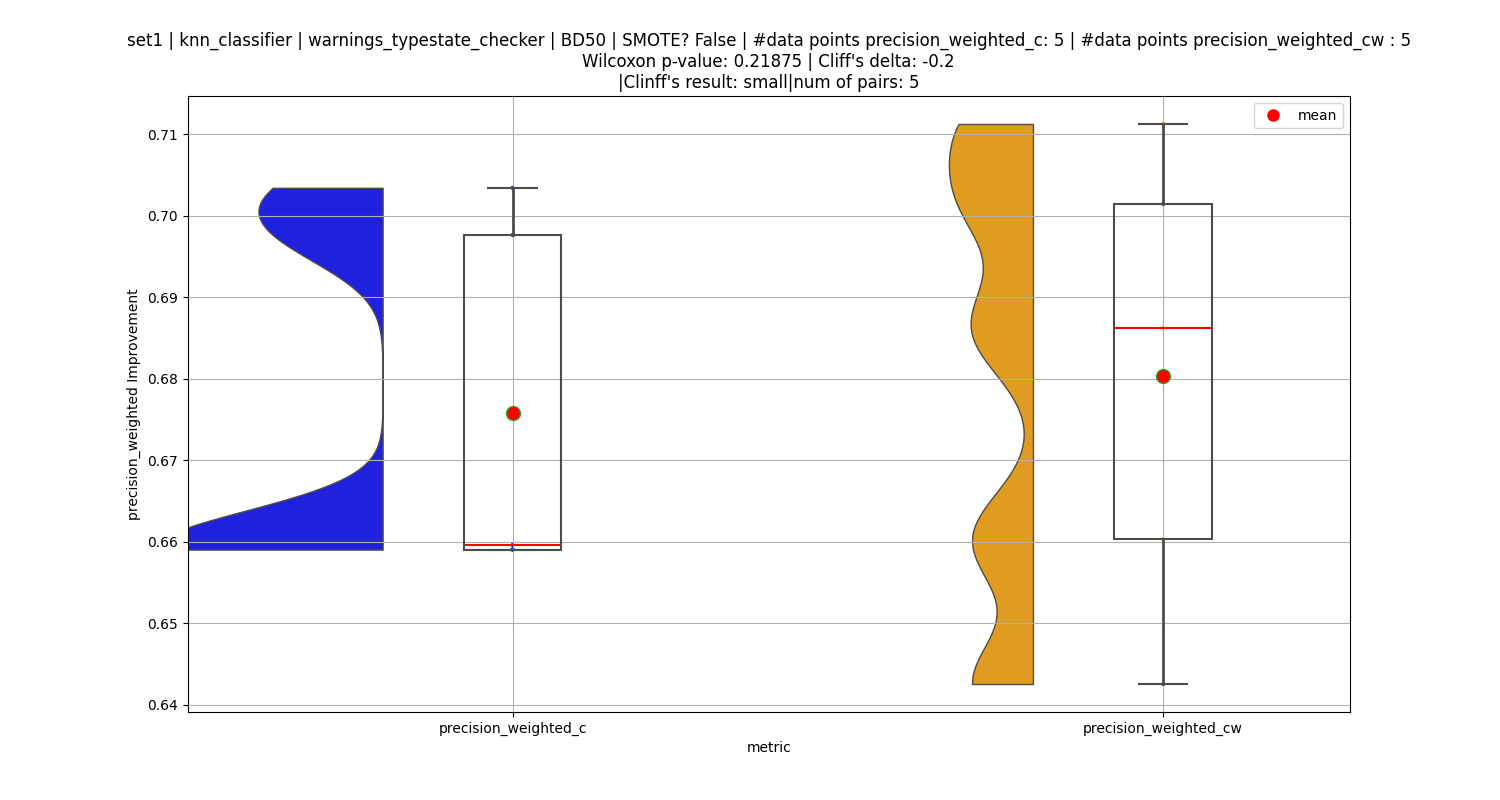 set1 | knn_classifier | warnings_typestate_checker | BD50 | SMOTE? False | #data points precision_weighted_c: 5 | #data points precision_weighted_cw : 5
Wilcoxon p-value: 0.21875 | Cliff's delta: -0.2
|Clinff's result: small|num of pairs: 5
mean
0.71
0.70
0.69
0.68
0.67
0.66
0.65
0.64
precision_weighted Improvement
precision_weighted_c
precision_weighted_cw
metric